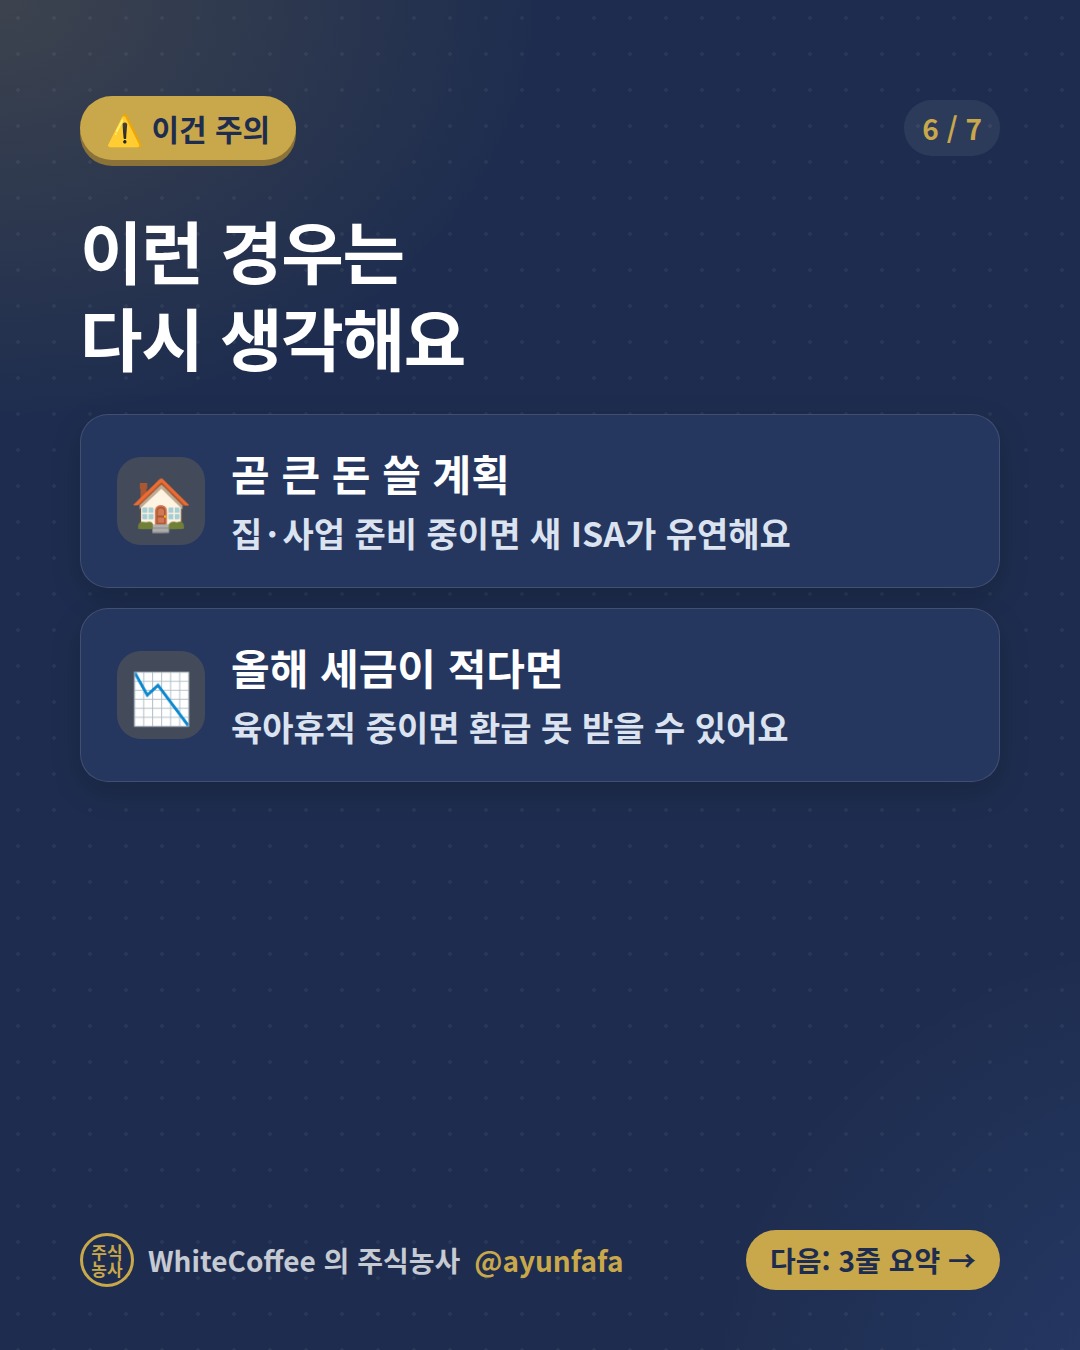 ⚠️ 이건 주의
6 / 7
이런 경우는
다시 생각해요
곧 큰 돈 쓸 계획
집·사업 준비 중이면 새 ISA가 유연해요
올해 세금이 적다면
육아휴직 중이면 환급 못 받을 수 있어요
주식
농사
WhiteCoffee 의 주식농사 @ayunfafa
다음: 3줄 요약 →